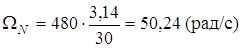 Ω_N = 480 · 3,14/30 = 50,24 (рад/с)